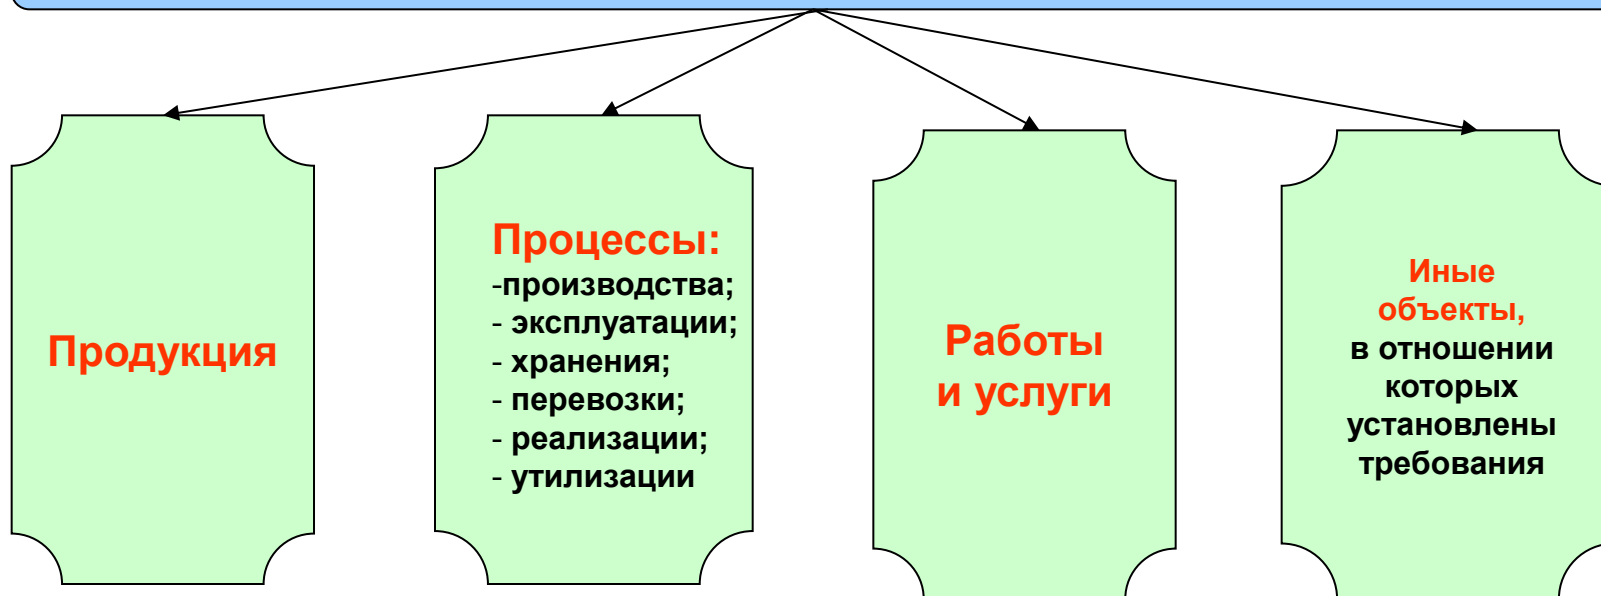 Продукция
Процессы:
-производства;
- эксплуатации;
- хранения;
- перевозки;
- реализации;
- утилизации
Работы
и услуги
Иные
объекты,
в отношении
которых
установлены
требования